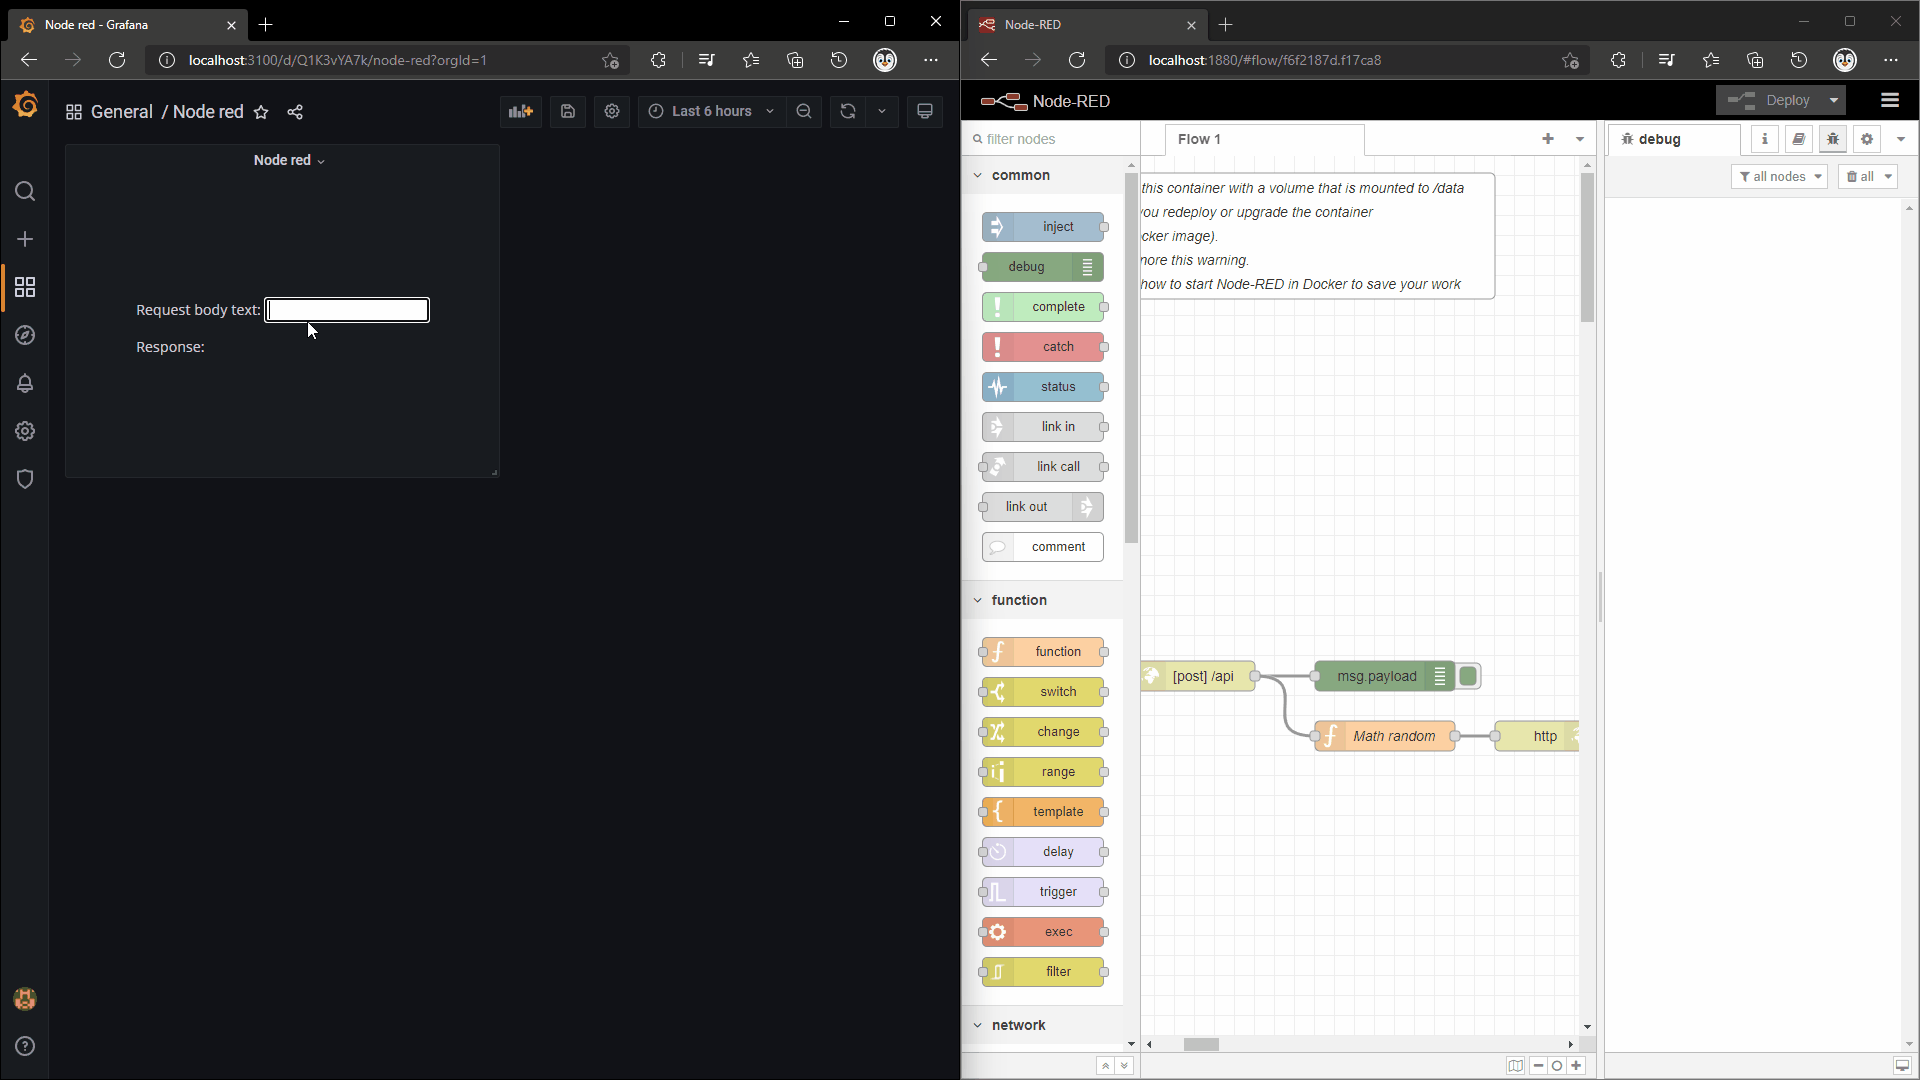 Node red - Grafana
localhost:3100/d/Q1K3vYA7k/node-red?orgId=1
General / Node red
Last 6 hours
Node red
Request body text:
Response:
Node-RED
localhost:1880/#flow/f6f2187d.f17ca8
Node-RED
Deploy
filter nodes
Flow 1
debug
all nodes
all
common
inject
debug
complete
catch
status
link in
link call
link out
comment
function
function
switch
change
range
template
delay
trigger
exec
filter
network
this container with a volume that is mounted to /data
you redeploy or upgrade the container
cker image).
nore this warning.
how to start Node-RED in Docker to save your work
[post] /api
msg.payload
Math random
http